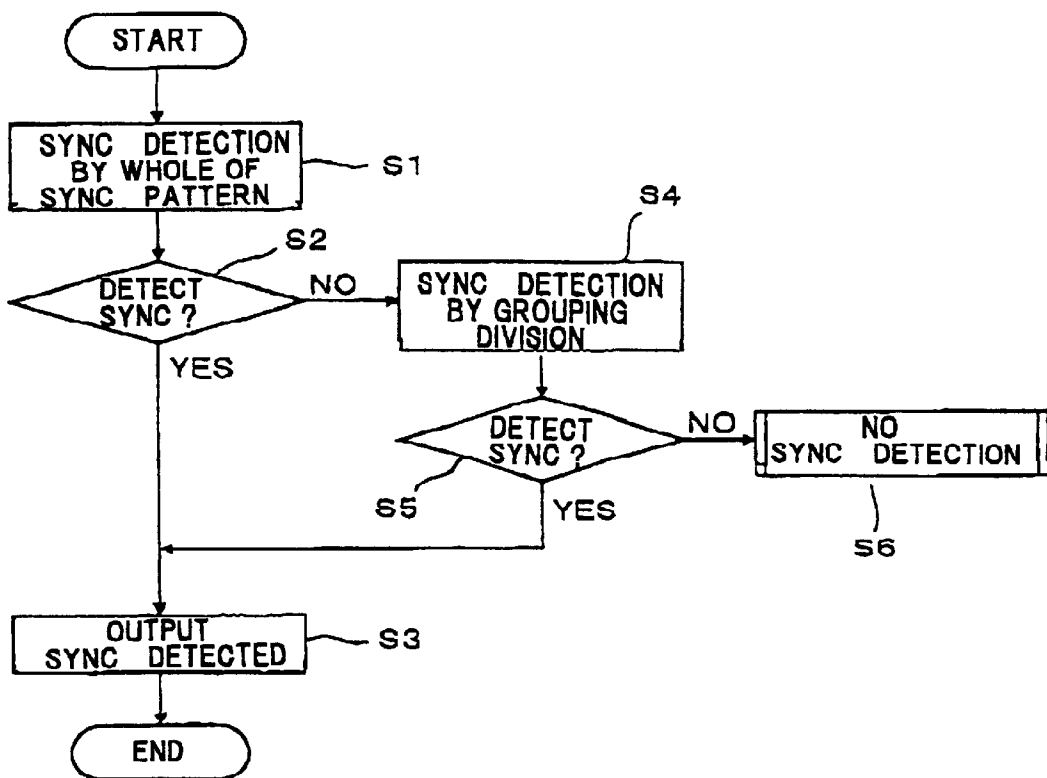 START
SYNC DETECTION
BY WHOLE OF
SYNC PATTERN
S1
S2
DETECT
SYNC ?
NO
YES
S4
SYNC DETECTION
BY GROUPING
DIVISION
DETECT
SYNC ?
S5
NO
YES
NO
SYNC DETECTION
S6
OUTPUT
SYNC DETECTED
S3
END